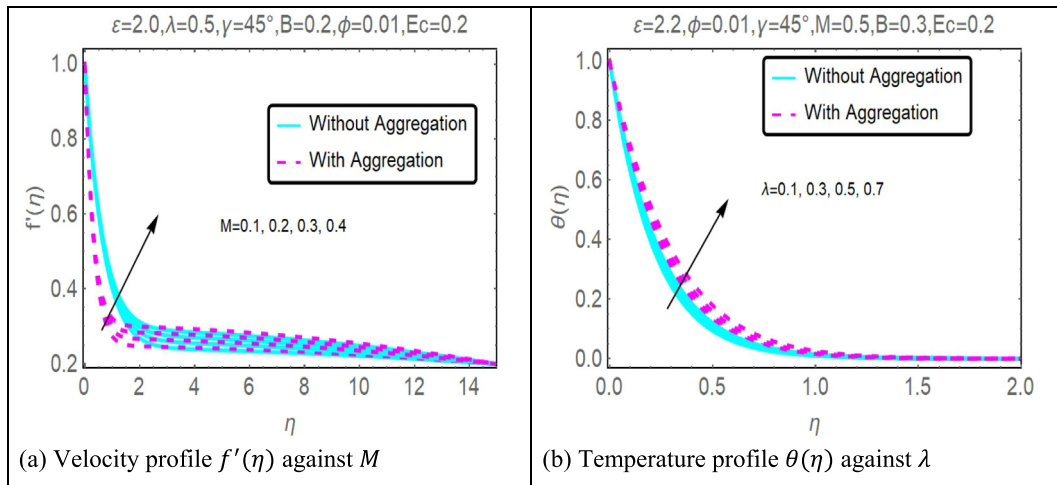 ε=2.0,λ=0.5,γ=45°,B=0.2,ϕ=0.01,Ec=0.2
1.0
0.8
0.6
0.4
0.2
f'(η)
Without Aggregation
With Aggregation
M=0.1, 0.2, 0.3, 0.4
0 2 4 6 8 10 12 14
η
(a) Velocity profile f′(η) against M
ε=2.2,ϕ=0.01,γ=45°,M=0.5,B=0.3,Ec=0.2
1.0
0.8
0.6
0.4
0.2
0.0
θ(η)
Without Aggregation
With Aggregation
λ=0.1, 0.3, 0.5, 0.7
0.0 0.5 1.0 1.5 2.0
η
(b) Temperature profile θ(η) against λ